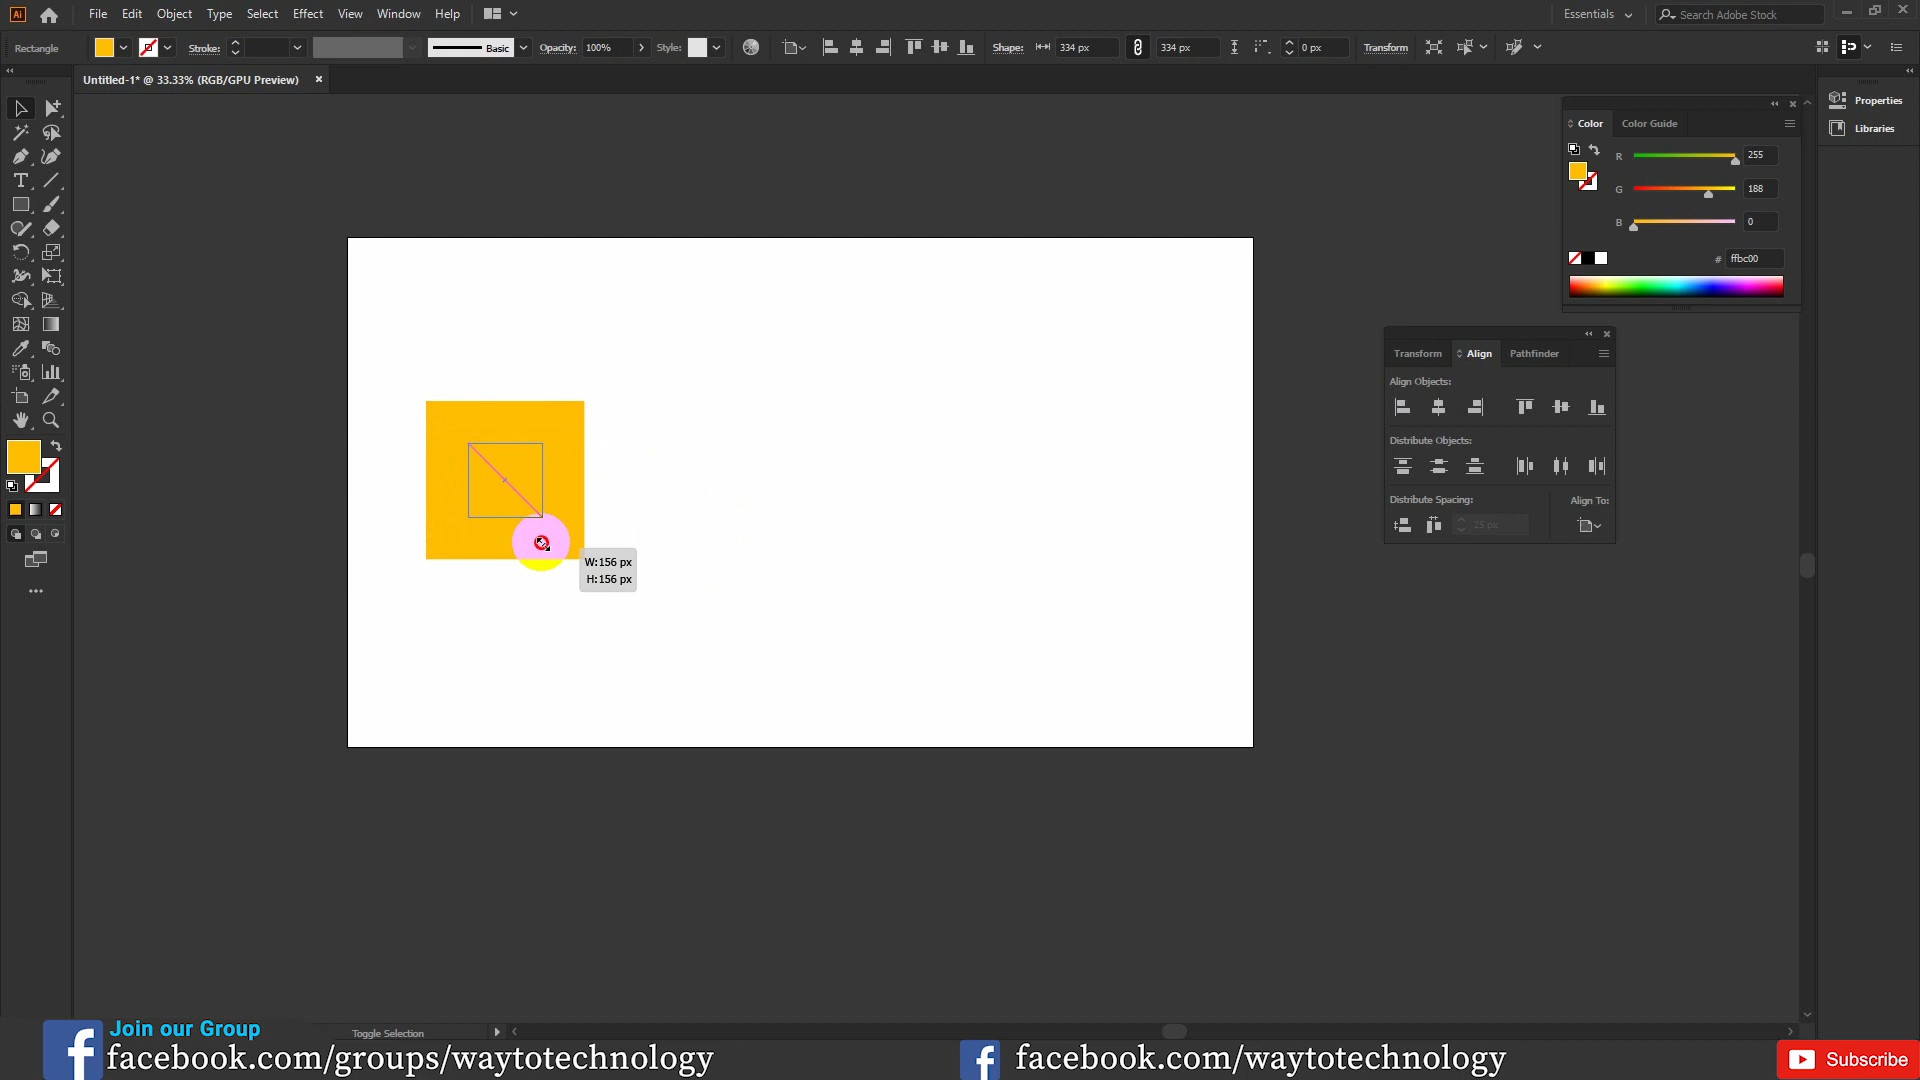 Ai
File Edit Object Type Select Effect View Window Help
Essentials
Search Adobe Stock
Rectangle
Stroke:
Basic
Opacity: 100%
Style:
Shape: 334 px 334 px 0 px
Transform
Untitled-1* @ 33.33% (RGB/GPU Preview)
Properties
Libraries
Color Color Guide
R 255
G 188
B 0
# ffbc00
Transform Align Pathfinder
Align Objects:
Distribute Objects:
Distribute Spacing: Align To:
25 px
W:156 px
H:156 px
Toggle Selection
Join our Group
facebook.com/groups/waytotechnology
facebook.com/waytotechnology
Subscribe